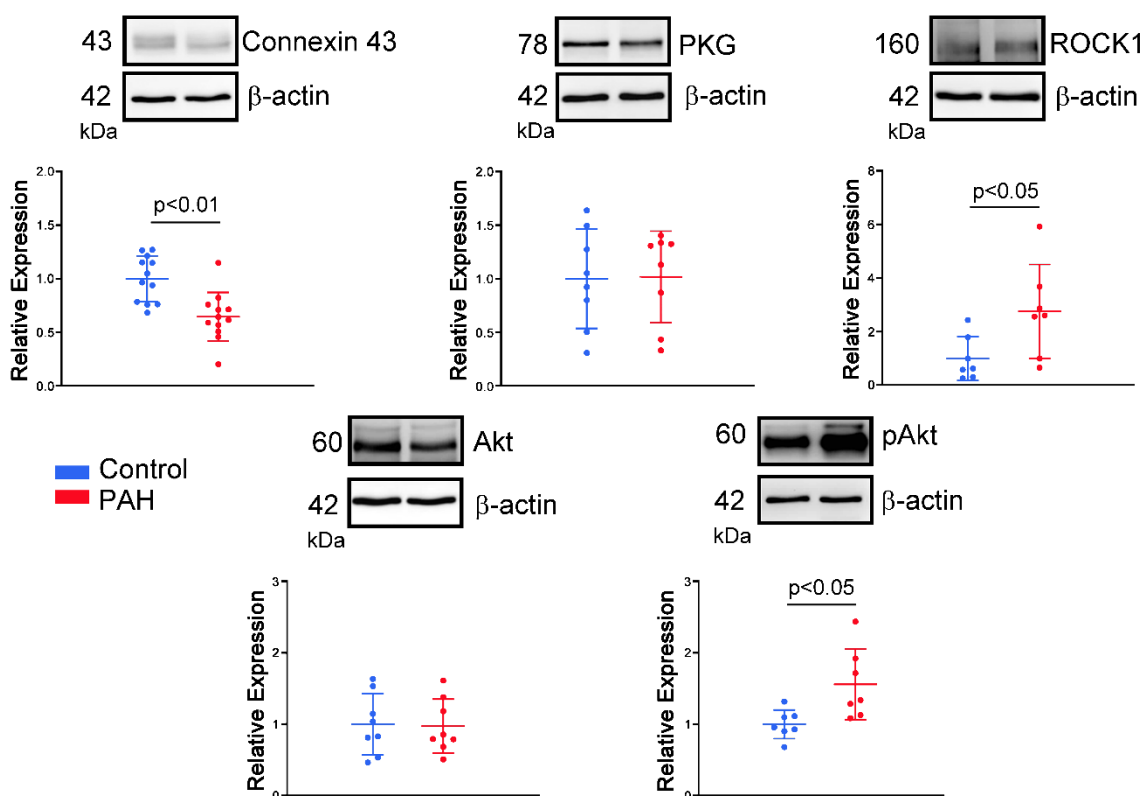 43 Connexin 43
42 β-actin
kDa
78 PKG
42 β-actin
kDa
160 ROCK1
42 β-actin
kDa
Relative Expression
2.0
1.5
1.0
0.5
0.0
p<0.01
Relative Expression
2.0
1.5
1.0
0.5
0.0
Relative Expression
8
6
4
2
0
p<0.05
Control
PAH
60 Akt
42 β-actin
kDa
60 pAkt
42 β-actin
kDa
Relative Expression
3
2
1
0
Relative Expression
3
2
1
0
p<0.05